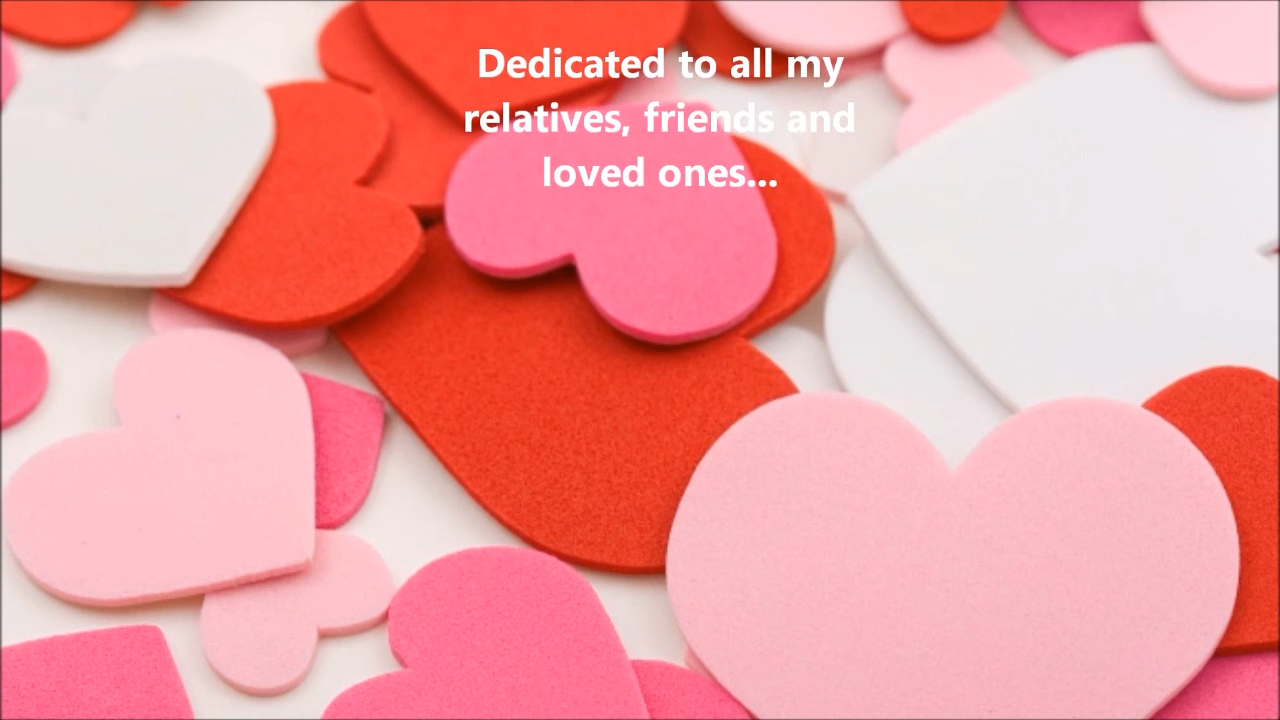 Dedicated to all my
relatives, friends and
loved ones...